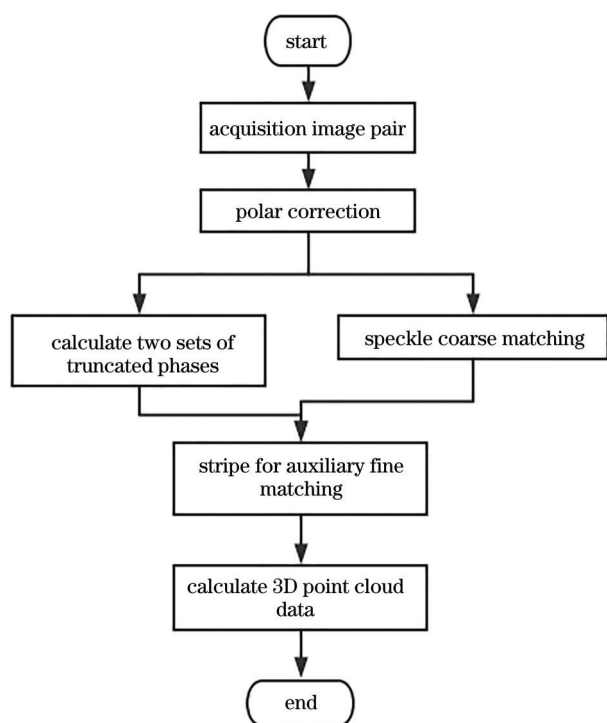 start
acquisition image pair
polar correction
calculate two sets of
truncated phases
speckle coarse matching
stripe for auxiliary fine
matching
calculate 3D point cloud
data
end